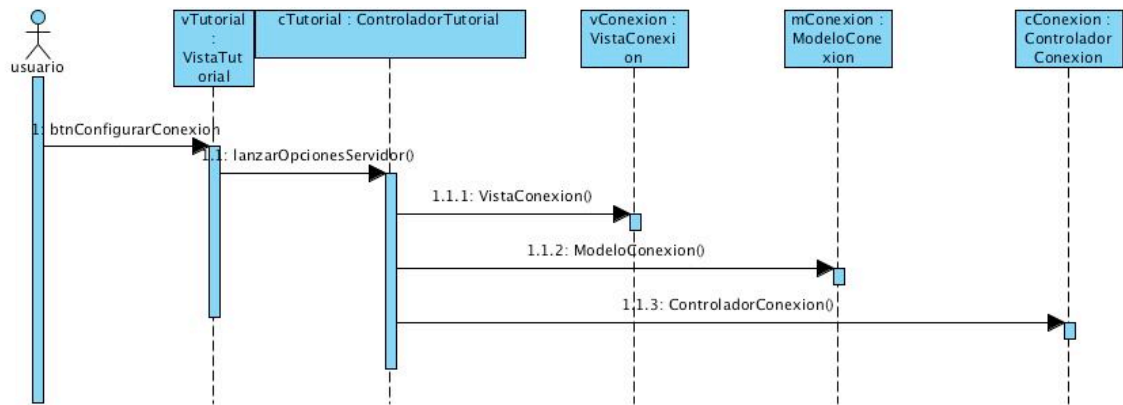 usuario
vTutorial
:
VistaTut
orial
cTutorial : ControladorTutorial
vConexion :
VistaConexi
on
mConexion :
ModeloCone
xion
cConexion :
Controlador
Conexion
1: btnConfigurarConexion
1.1: lanzarOpcionesServidor()
1.1.1: VistaConexion()
1.1.2: ModeloConexion()
1.1.3: ControladorConexion()